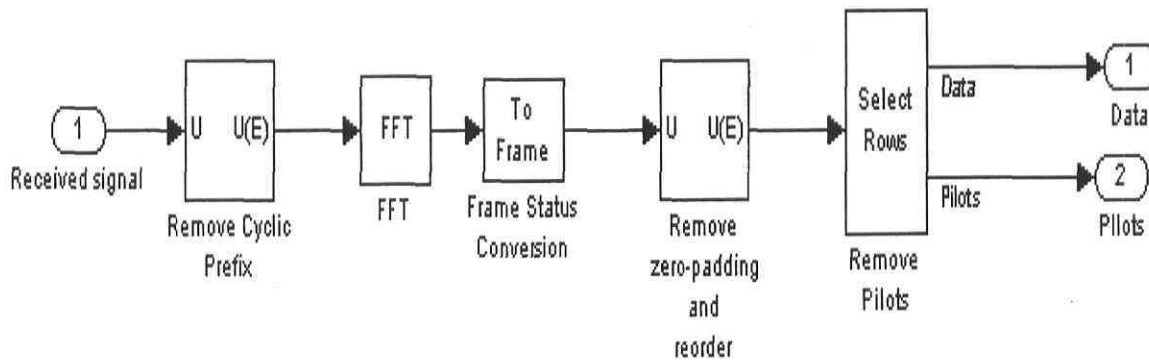 1
Received signal
U U(E)
Remove Cyclic
Prefix
FFT
FFT
To
Frame
Frame Status
Conversion
U U(E)
Remove
zero-padding
and
reorder
Select
Rows
Remove
Pilots
Data
Pilots
1
Data
2
Pilots